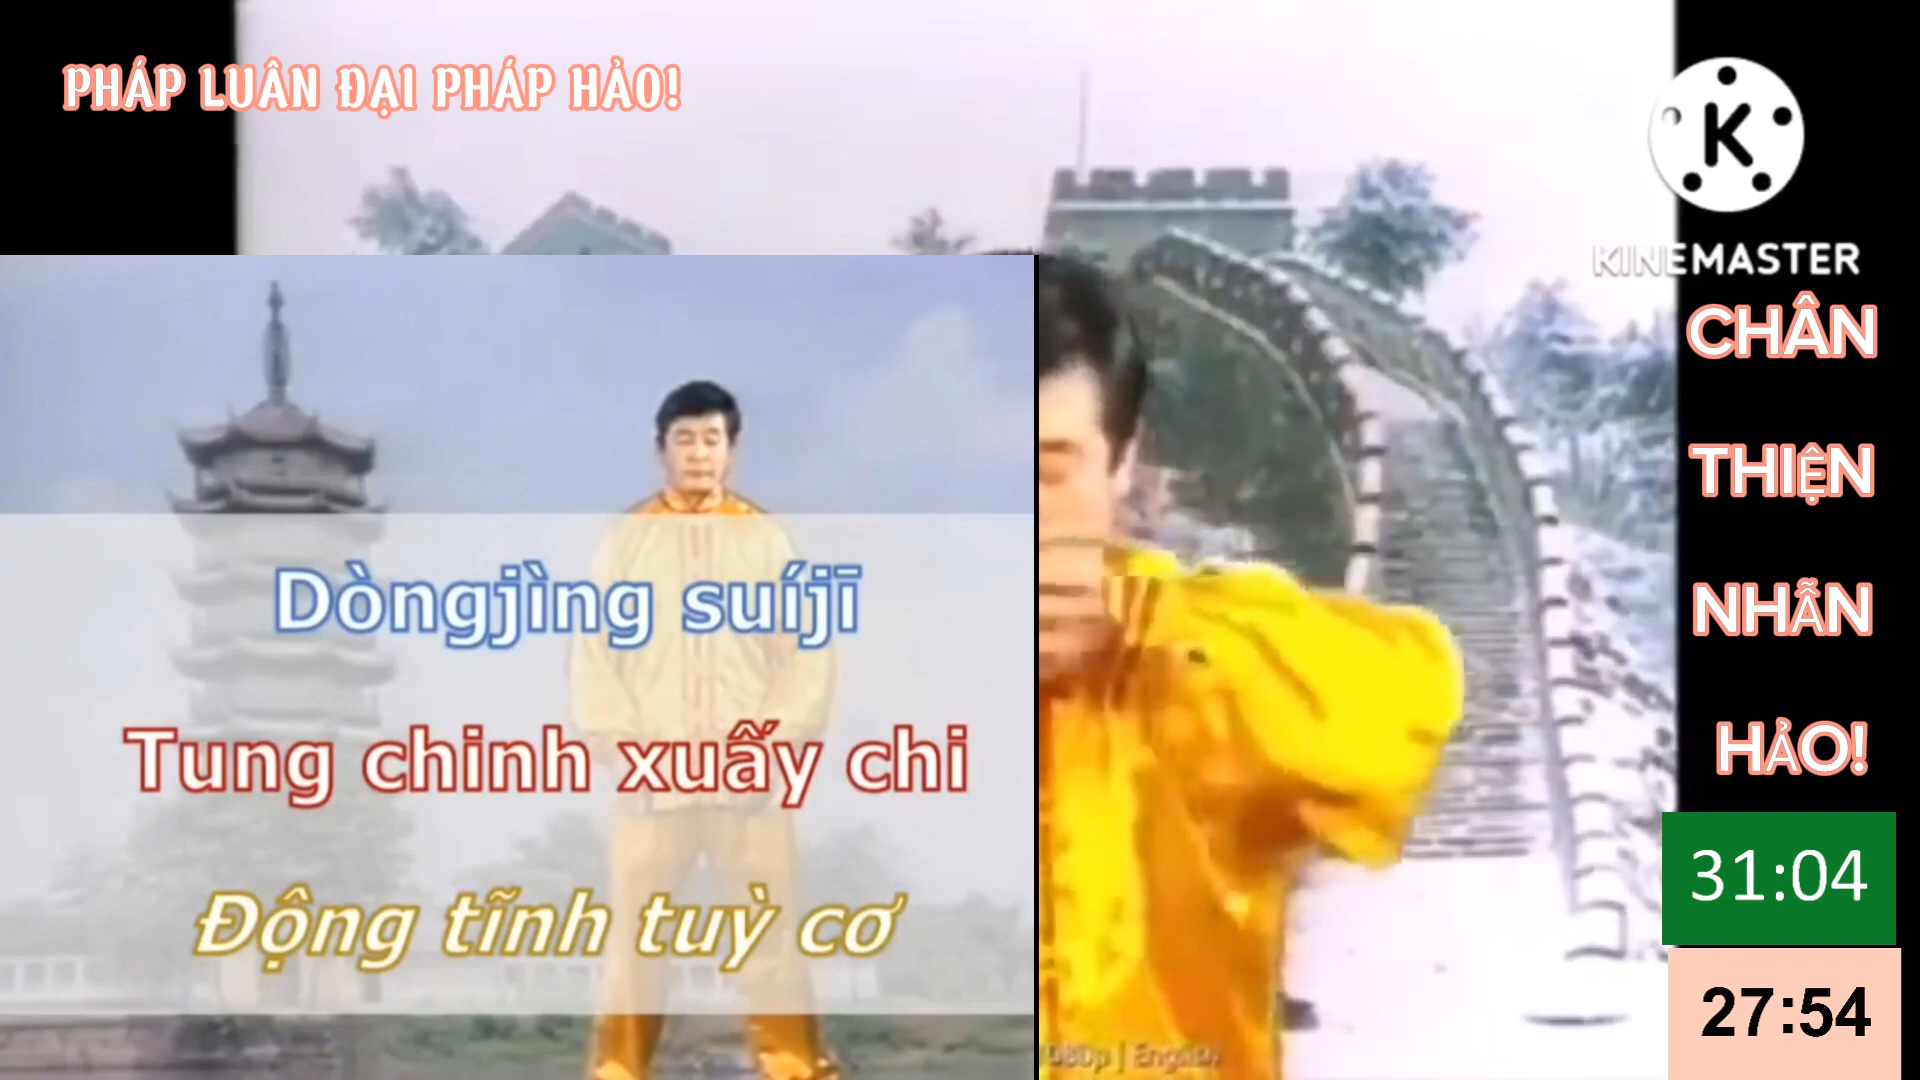 PHÁP LUÂN ĐẠI PHÁP HẢO!
K
KINEMASTER
CHÂN
THIỆN
NHẪN
HẢO!
Dòngjìng suíjī
Tung chinh xuấy chi
Động tĩnh tuỳ cơ
31:04
27:54
| English